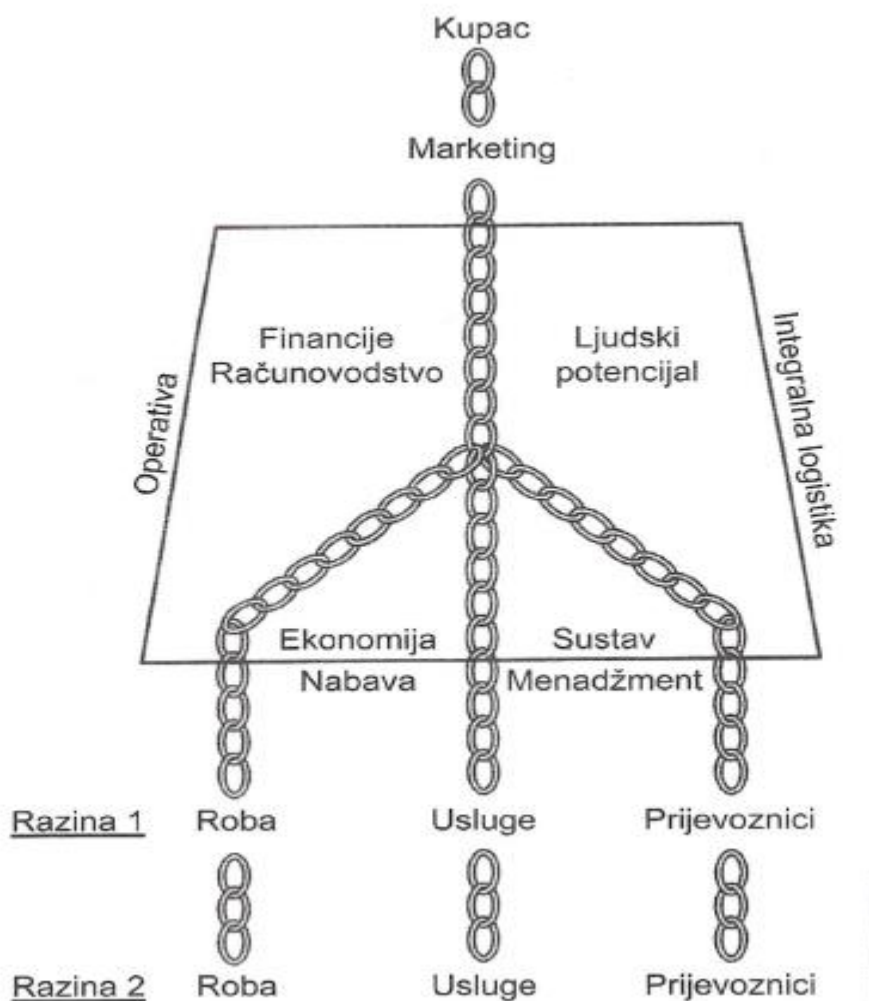 Kupac
Marketing
Financije
Računovodstvo
Ljudski
potencijal
Operativa
Integralna logistika
Ekonomija
Sustav
Nabava
Menadžment
Razina 1
Roba
Usluge
Prijevoznici
Razina 2
Roba
Usluge
Prijevoznici